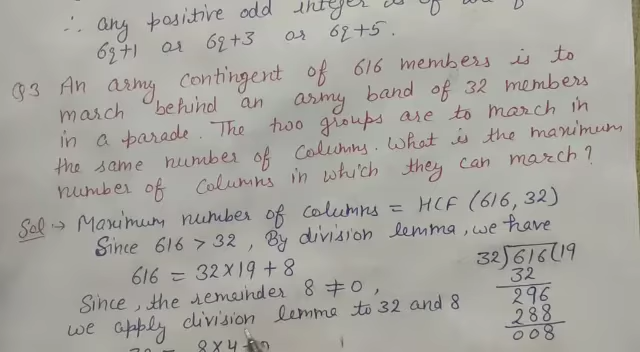 ∴ any positive odd integer is of
6q+1 or 6q+3 or 6q+5.
Q3 An army contingent of 616 members is to
march behind an army band of 32 members
in a parade. The two groups are to march in
the same number of columns. What is the maximum
number of columns in which they can march?
Sol → Maximum number of columns = HCF (616, 32)
Since 616 > 32, By division lemma, we have
616 = 32×19 + 8
Since, the remainder 8 ≠ 0,
we apply division lemma to 32 and 8
8×4+0
32)616(19
32
296
288
008